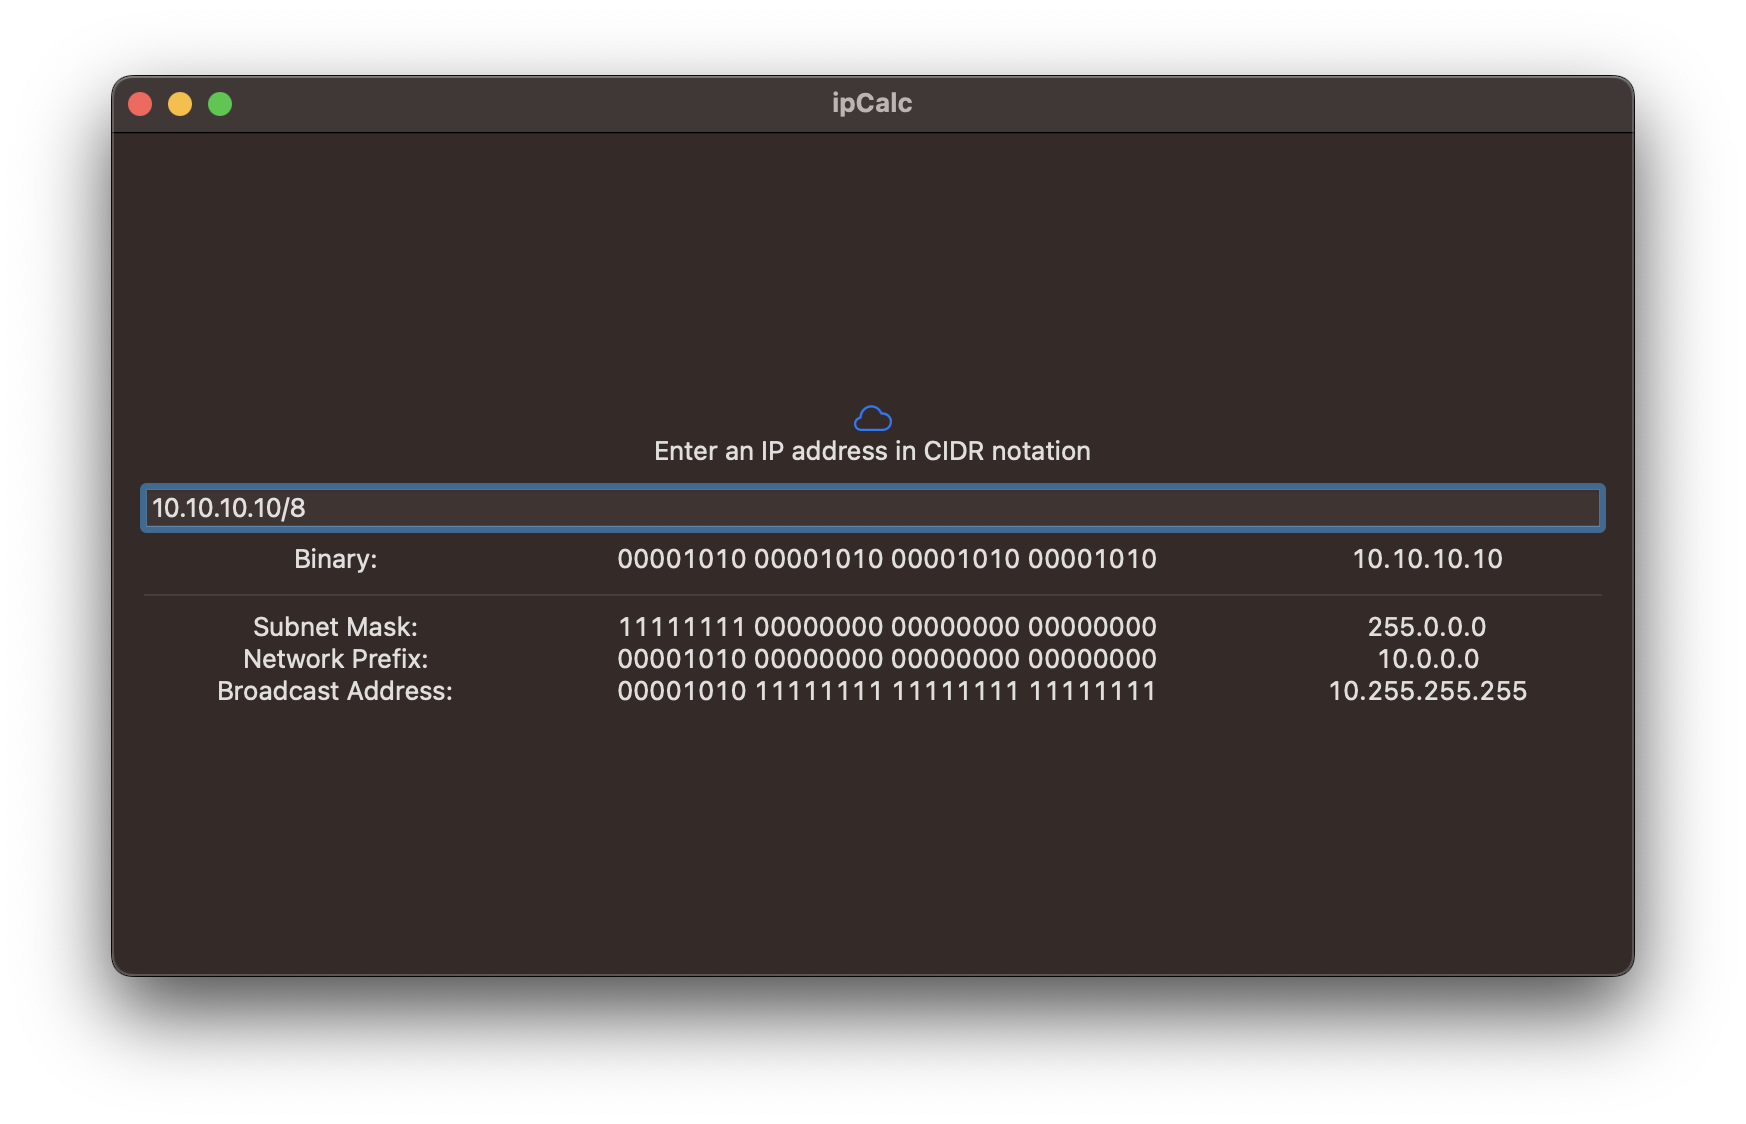 ipCalc
Enter an IP address in CIDR notation
10.10.10.10/8
Binary: 00001010 00001010 00001010 00001010 10.10.10.10
Subnet Mask: 11111111 00000000 00000000 00000000 255.0.0.0
Network Prefix: 00001010 00000000 00000000 00000000 10.0.0.0
Broadcast Address: 00001010 11111111 11111111 11111111 10.255.255.255